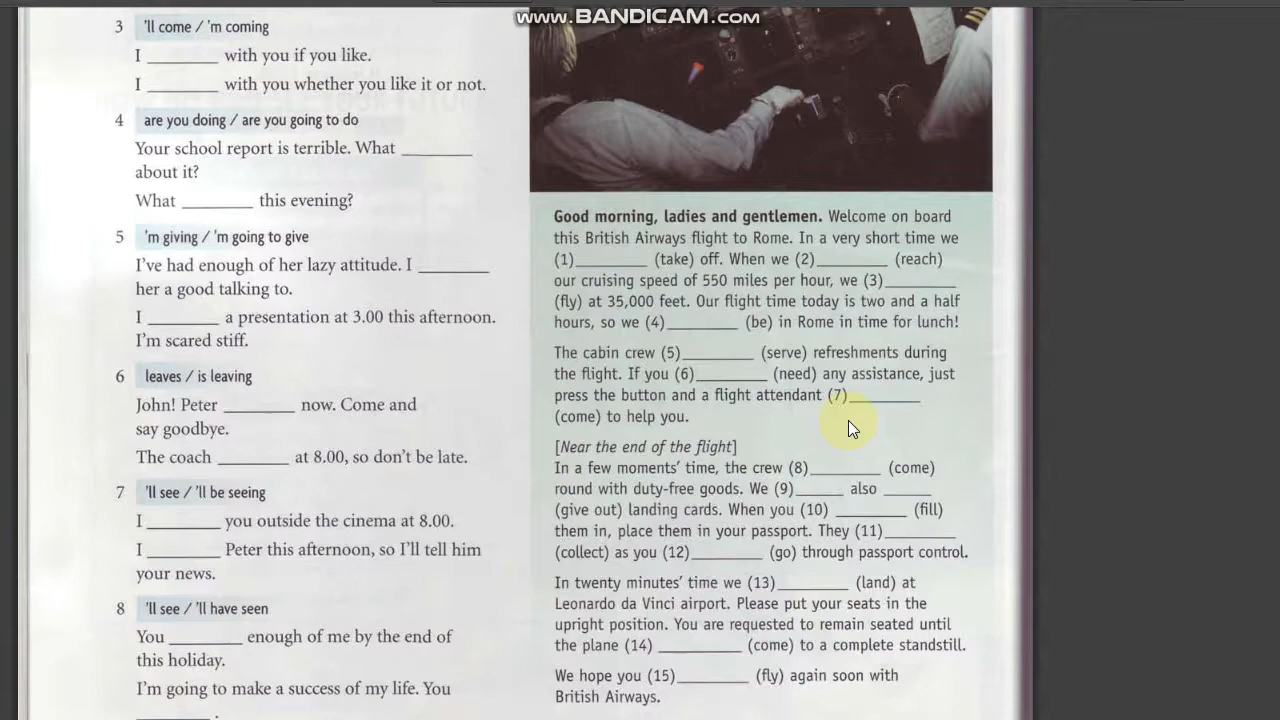 www.BANDICAM.com
3 'll come / 'm coming
I ________ with you if you like.
I ________ with you whether you like it or not.
4 are you doing / are you going to do
Your school report is terrible. What ________
about it?
What ________ this evening?
5 'm giving / 'm going to give
I've had enough of her lazy attitude. I ________
her a good talking to.
I ________ a presentation at 3.00 this afternoon.
I'm scared stiff.
6 leaves / is leaving
John! Peter ________ now. Come and
say goodbye.
The coach ________ at 8.00, so don't be late.
7 'll see / 'll be seeing
I ________ you outside the cinema at 8.00.
I ________ Peter this afternoon, so I'll tell him
your news.
8 'll see / 'll have seen
You ________ enough of me by the end of
this holiday.
I'm going to make a success of my life. You
________ .
Good morning, ladies and gentlemen. Welcome on board
this British Airways flight to Rome. In a very short time we
(1)________ (take) off. When we (2)________ (reach)
our cruising speed of 550 miles per hour, we (3)________
(fly) at 35,000 feet. Our flight time today is two and a half
hours, so we (4)________ (be) in Rome in time for lunch!
The cabin crew (5)________ (serve) refreshments during
the flight. If you (6)________ (need) any assistance, just
press the button and a flight attendant (7)________
(come) to help you.
[Near the end of the flight]
In a few moments' time, the crew (8)________ (come)
round with duty-free goods. We (9)_____ also _____
(give out) landing cards. When you (10) ________ (fill)
them in, place them in your passport. They (11)________
(collect) as you (12)________ (go) through passport control.
In twenty minutes' time we (13)________ (land) at
Leonardo da Vinci airport. Please put your seats in the
upright position. You are requested to remain seated until
the plane (14) ________ (come) to a complete standstill.
We hope you (15)________ (fly) again soon with
British Airways.